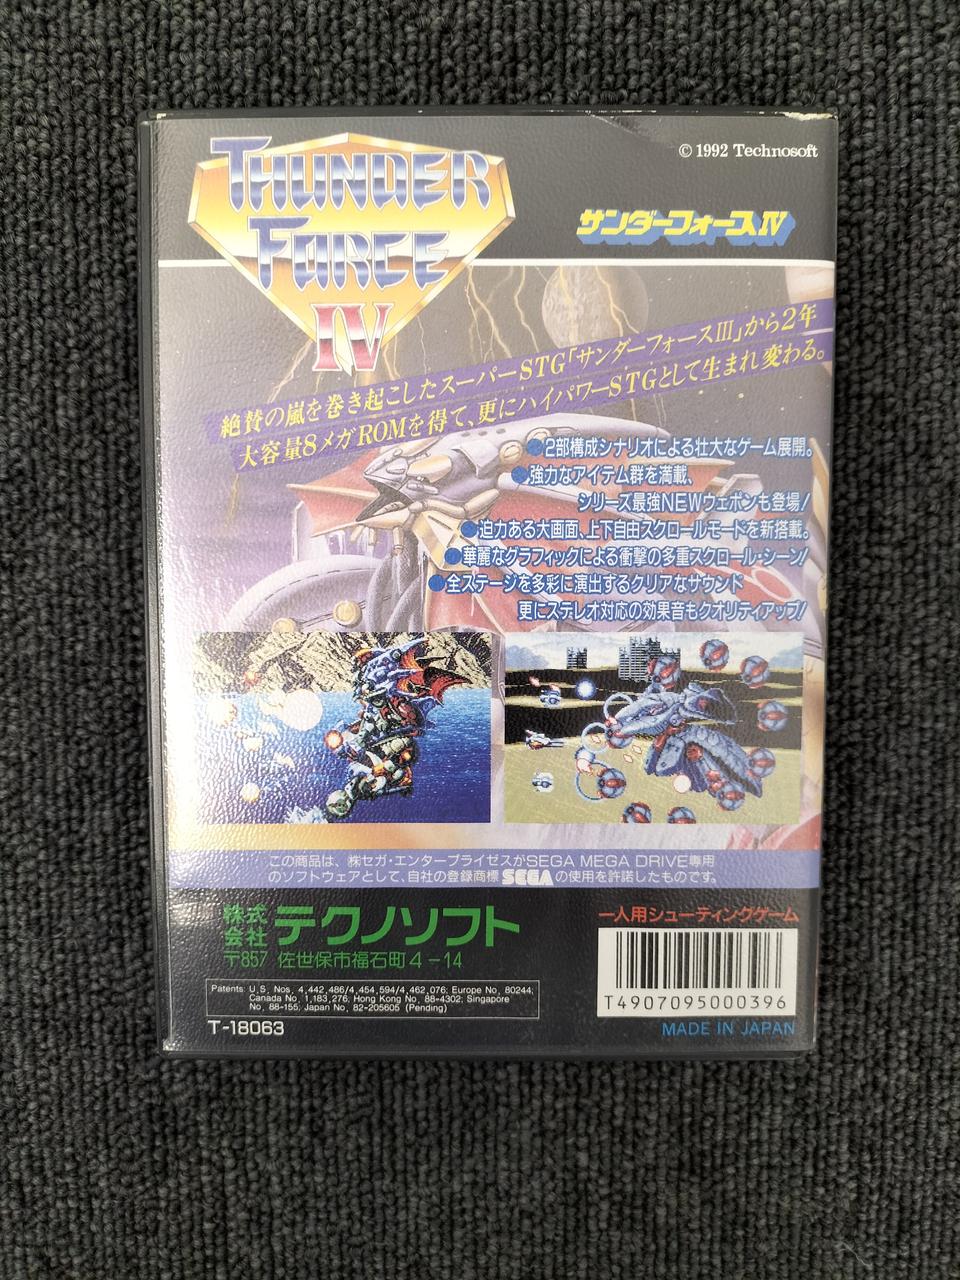 THUNDER
FORCE
IV
© 1992 Technosoft
サンダーフォースIV
絶賛の嵐を巻き起こしたスーパーSTG「サンダーフォースIII」から2年
大容量8メガROMを得て、更にハイパワーSTGとして生まれ変わる。
●2部構成シナリオによる壮大なゲーム展開。
●強力なアイテム群を満載、
シリーズ最強NEWウェポンも登場!
●迫力ある大画面、上下自由スクロールモードを新搭載。
●華麗なグラフィックによる衝撃の多重スクロール・シーン!
●全ステージを多彩に演出するクリアなサウンド
更にステレオ対応の効果音もクオリティアップ!
この商品は、㈱セガ・エンタープライゼスがSEGA MEGA DRIVE専用
のソフトウェアとして、自社の登録商標 SEGA の使用を許諾したものです。
株式会社 テクノソフト
〒857 佐世保市福石町4-14
一人用シューティングゲーム
Patents: U.S. Nos. 4,442,486/4,454,594/4,462,076; Europe No. 80244;
Canada No. 1,183,276; Hong Kong No. 88-4302; Singapore
No. 88-155; Japan No. 82-205605 (Pending)
T4907095000396
T-18063
MADE IN JAPAN